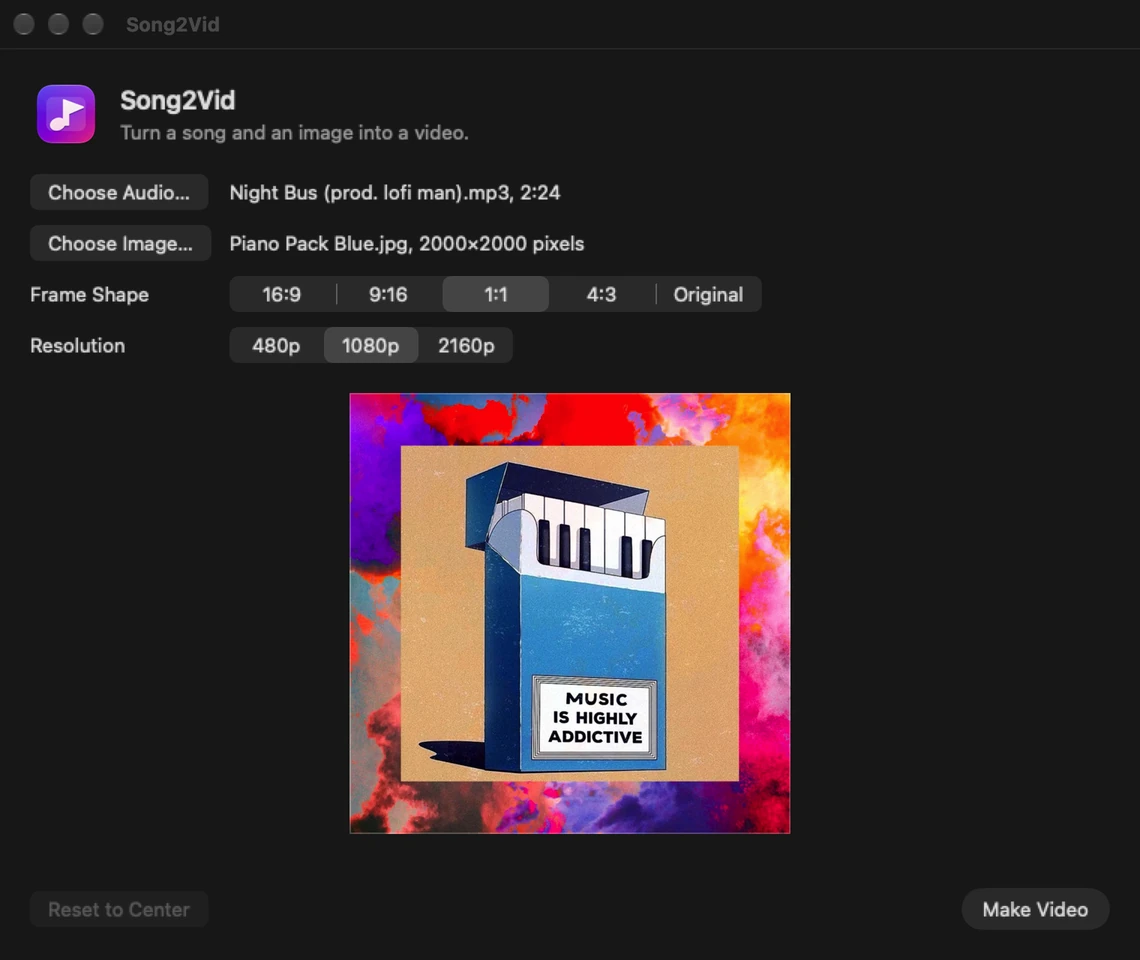 Song2Vid
Song2Vid
Turn a song and an image into a video.
Choose Audio...
Night Bus (prod. lofi man).mp3, 2:24
Choose Image...
Piano Pack Blue.jpg, 2000×2000 pixels
Frame Shape
16:9
9:16
1:1
4:3
Original
Resolution
480p
1080p
2160p
MUSIC
IS HIGHLY
ADDICTIVE
Reset to Center
Make Video